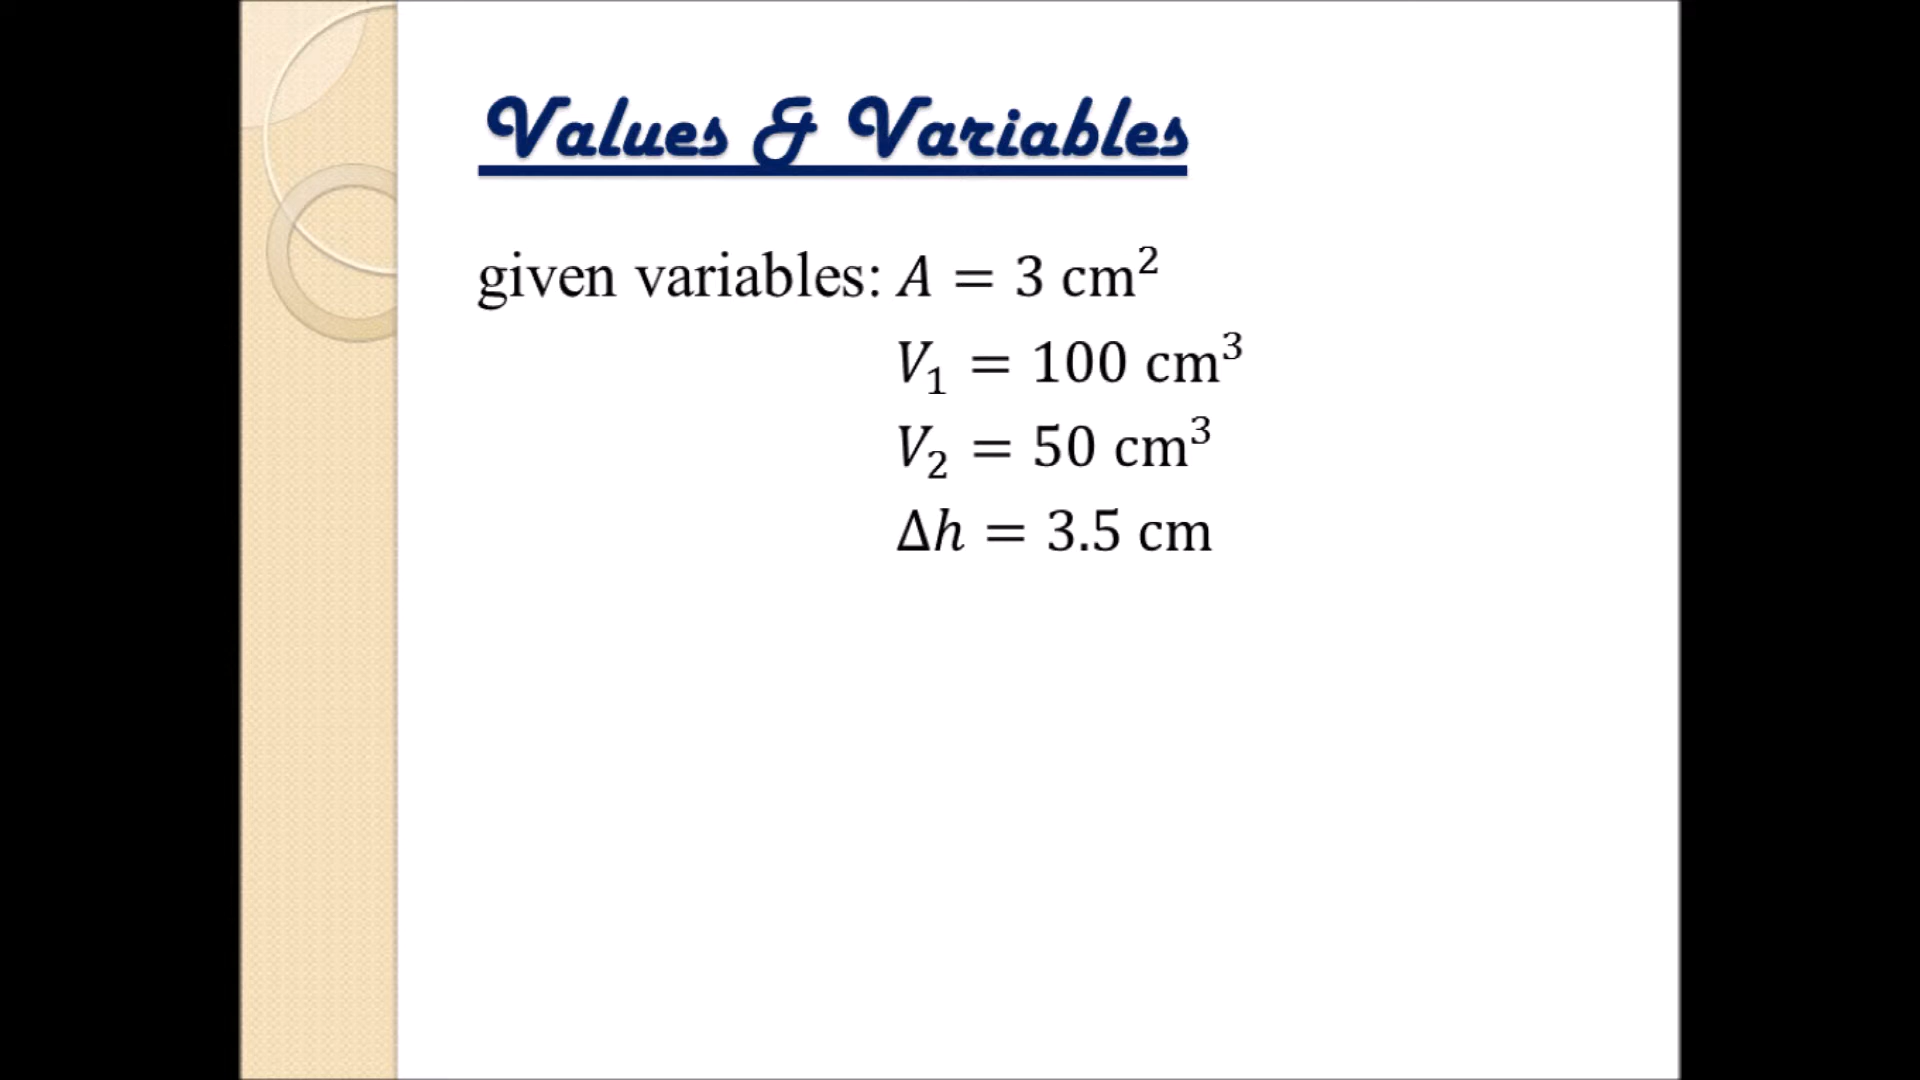 Values & Variables
given variables: A = 3 cm²
V₁ = 100 cm³
V₂ = 50 cm³
Δh = 3.5 cm